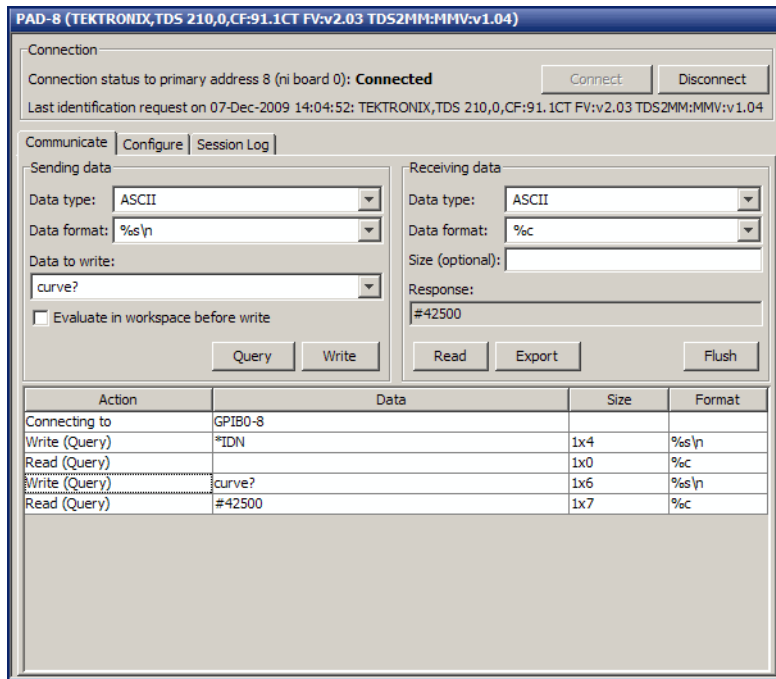 PAD-8 (TEKTRONIX,TDS 210,0,CF:91.1CT FV:v2.03 TDS2MM:MMV:v1.04)
Connection
Connection status to primary address 8 (ni board 0): Connected
Connect
Disconnect
Last identification request on 07-Dec-2009 14:04:52: TEKTRONIX,TDS 210,0,CF:91.1CT FV:v2.03 TDS2MM:MMV:v1.04
Communicate Configure Session Log
Sending data
Data type: ASCII
Data format: %s\n
Data to write:
curve?
Evaluate in workspace before write
Query Write
Receiving data
Data type: ASCII
Data format: %c
Size (optional):
Response:
#42500
Read Export Flush
Action Data Size Format
Connecting to GPIB0-8
Write (Query) *IDN 1x4 %s\n
Read (Query) 1x0 %c
Write (Query) curve? 1x6 %s\n
Read (Query) #42500 1x7 %c